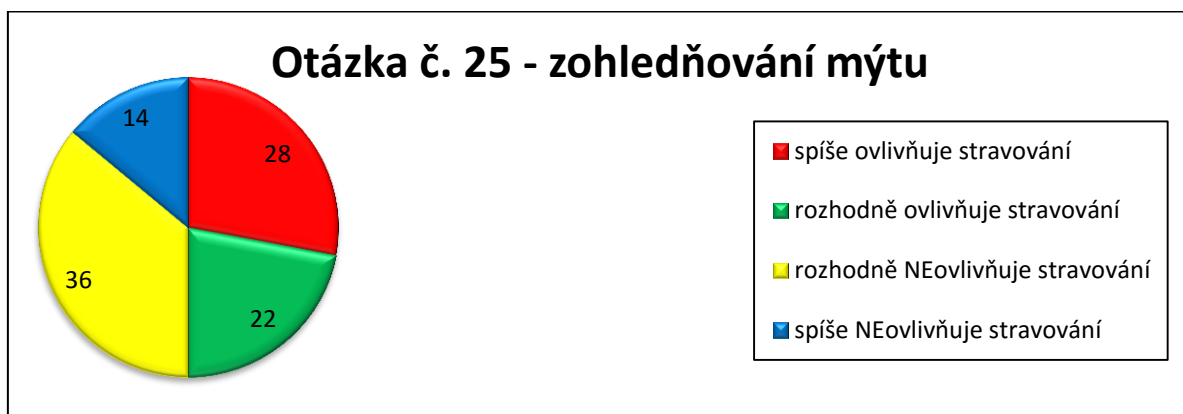 Otázka č. 25 - zohledňování mýtu
14
28
36
22
spíše ovlivňuje stravování
rozhodně ovlivňuje stravování
rozhodně NEovlivňuje stravování
spíše NEovlivňuje stravování